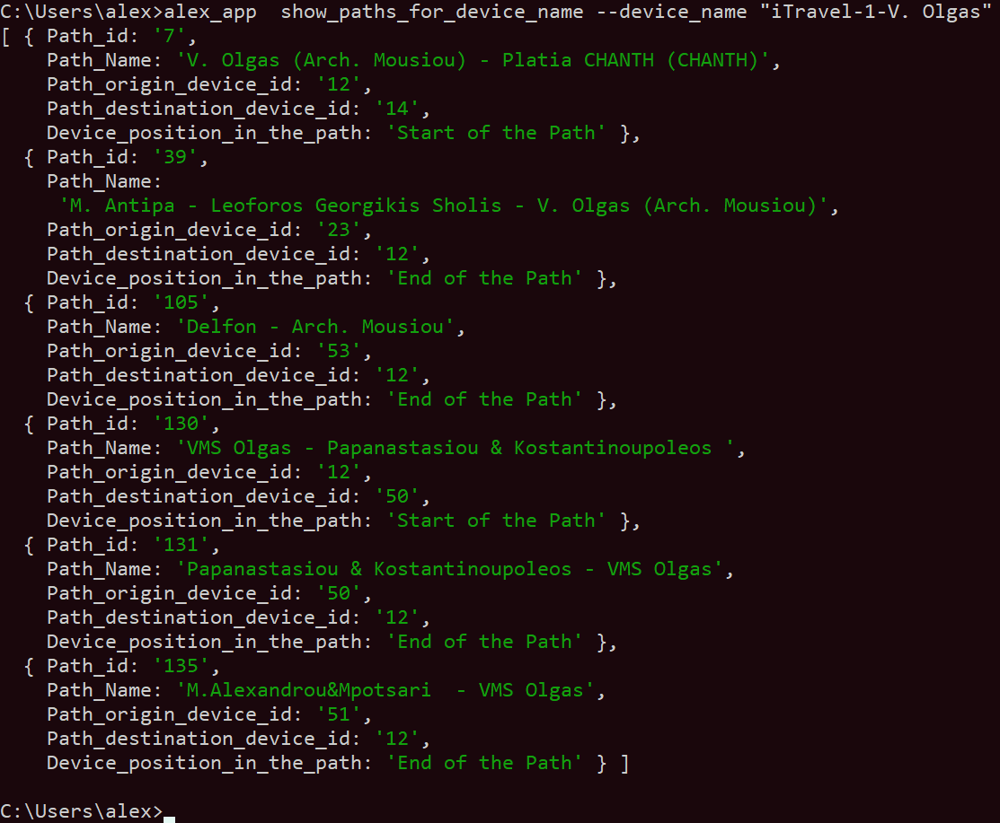 C:\Users\alex>alex_app  show_paths_for_device_name --device_name "iTravel-1-V. Olgas"
[ { Path_id: '7',
    Path_Name: 'V. Olgas (Arch. Mousiou) - Platia CHANTH (CHANTH)',
    Path_origin_device_id: '12',
    Path_destination_device_id: '14',
    Device_position_in_the_path: 'Start of the Path' },
  { Path_id: '39',
    Path_Name:
     'M. Antipa - Leoforos Georgikis Sholis - V. Olgas (Arch. Mousiou)',
    Path_origin_device_id: '23',
    Path_destination_device_id: '12',
    Device_position_in_the_path: 'End of the Path' },
  { Path_id: '105',
    Path_Name: 'Delfon - Arch. Mousiou',
    Path_origin_device_id: '53',
    Path_destination_device_id: '12',
    Device_position_in_the_path: 'End of the Path' },
  { Path_id: '130',
    Path_Name: 'VMS Olgas - Papanastasiou & Kostantinoupoleos ',
    Path_origin_device_id: '12',
    Path_destination_device_id: '50',
    Device_position_in_the_path: 'Start of the Path' },
  { Path_id: '131',
    Path_Name: 'Papanastasiou & Kostantinoupoleos - VMS Olgas',
    Path_origin_device_id: '50',
    Path_destination_device_id: '12',
    Device_position_in_the_path: 'End of the Path' },
  { Path_id: '135',
    Path_Name: 'M.Alexandrou&Mpotsari  - VMS Olgas',
    Path_origin_device_id: '51',
    Path_destination_device_id: '12',
    Device_position_in_the_path: 'End of the Path' } ]
C:\Users\alex>